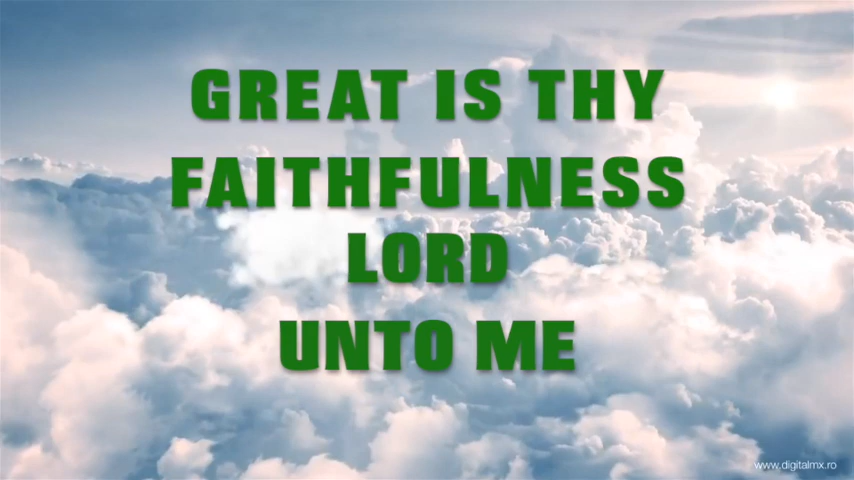 GREAT IS THY
FAITHFULNESS
LORD
UNTO ME
www.digitalmx.ro